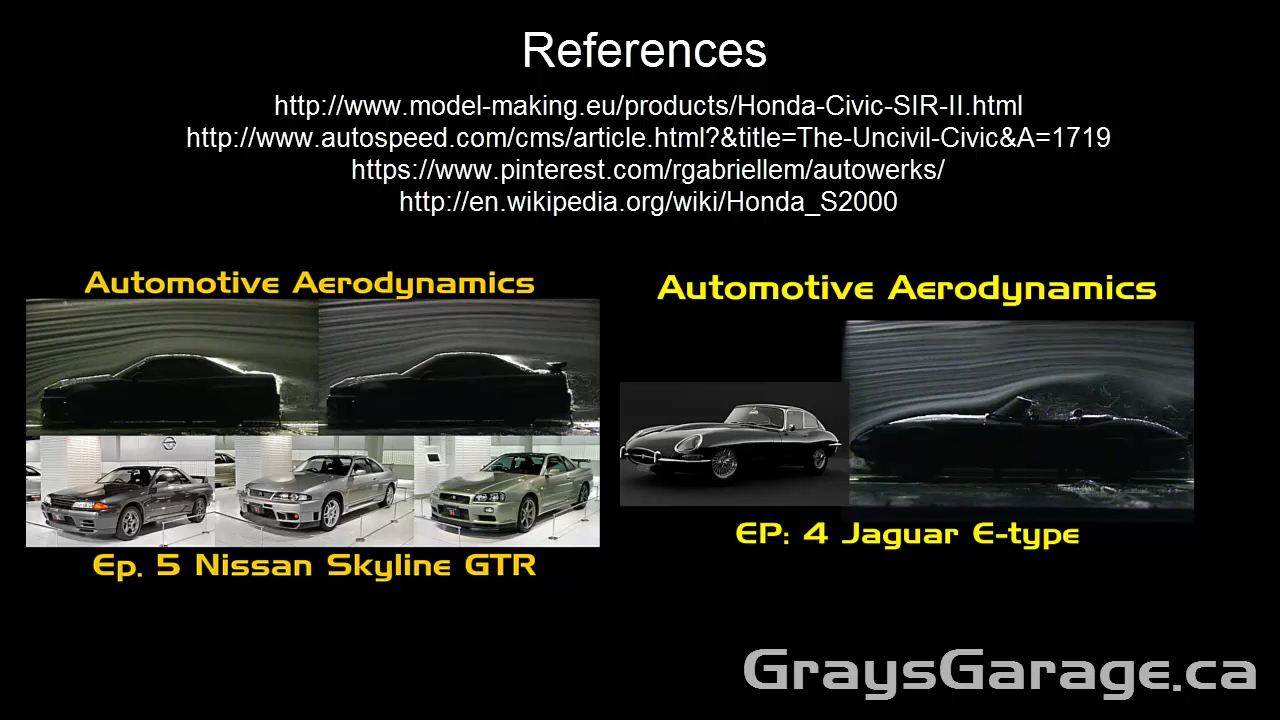 References
http://www.model-making.eu/products/Honda-Civic-SIR-II.html
http://www.autospeed.com/cms/article.html?&title=The-Uncivil-Civic&A=1719
https://www.pinterest.com/rgabriellem/autowerks/
http://en.wikipedia.org/wiki/Honda_S2000
Automotive Aerodynamics
Ep. 5 Nissan Skyline GTR
Automotive Aerodynamics
EP: 4 Jaguar E-type
GraysGarage.ca